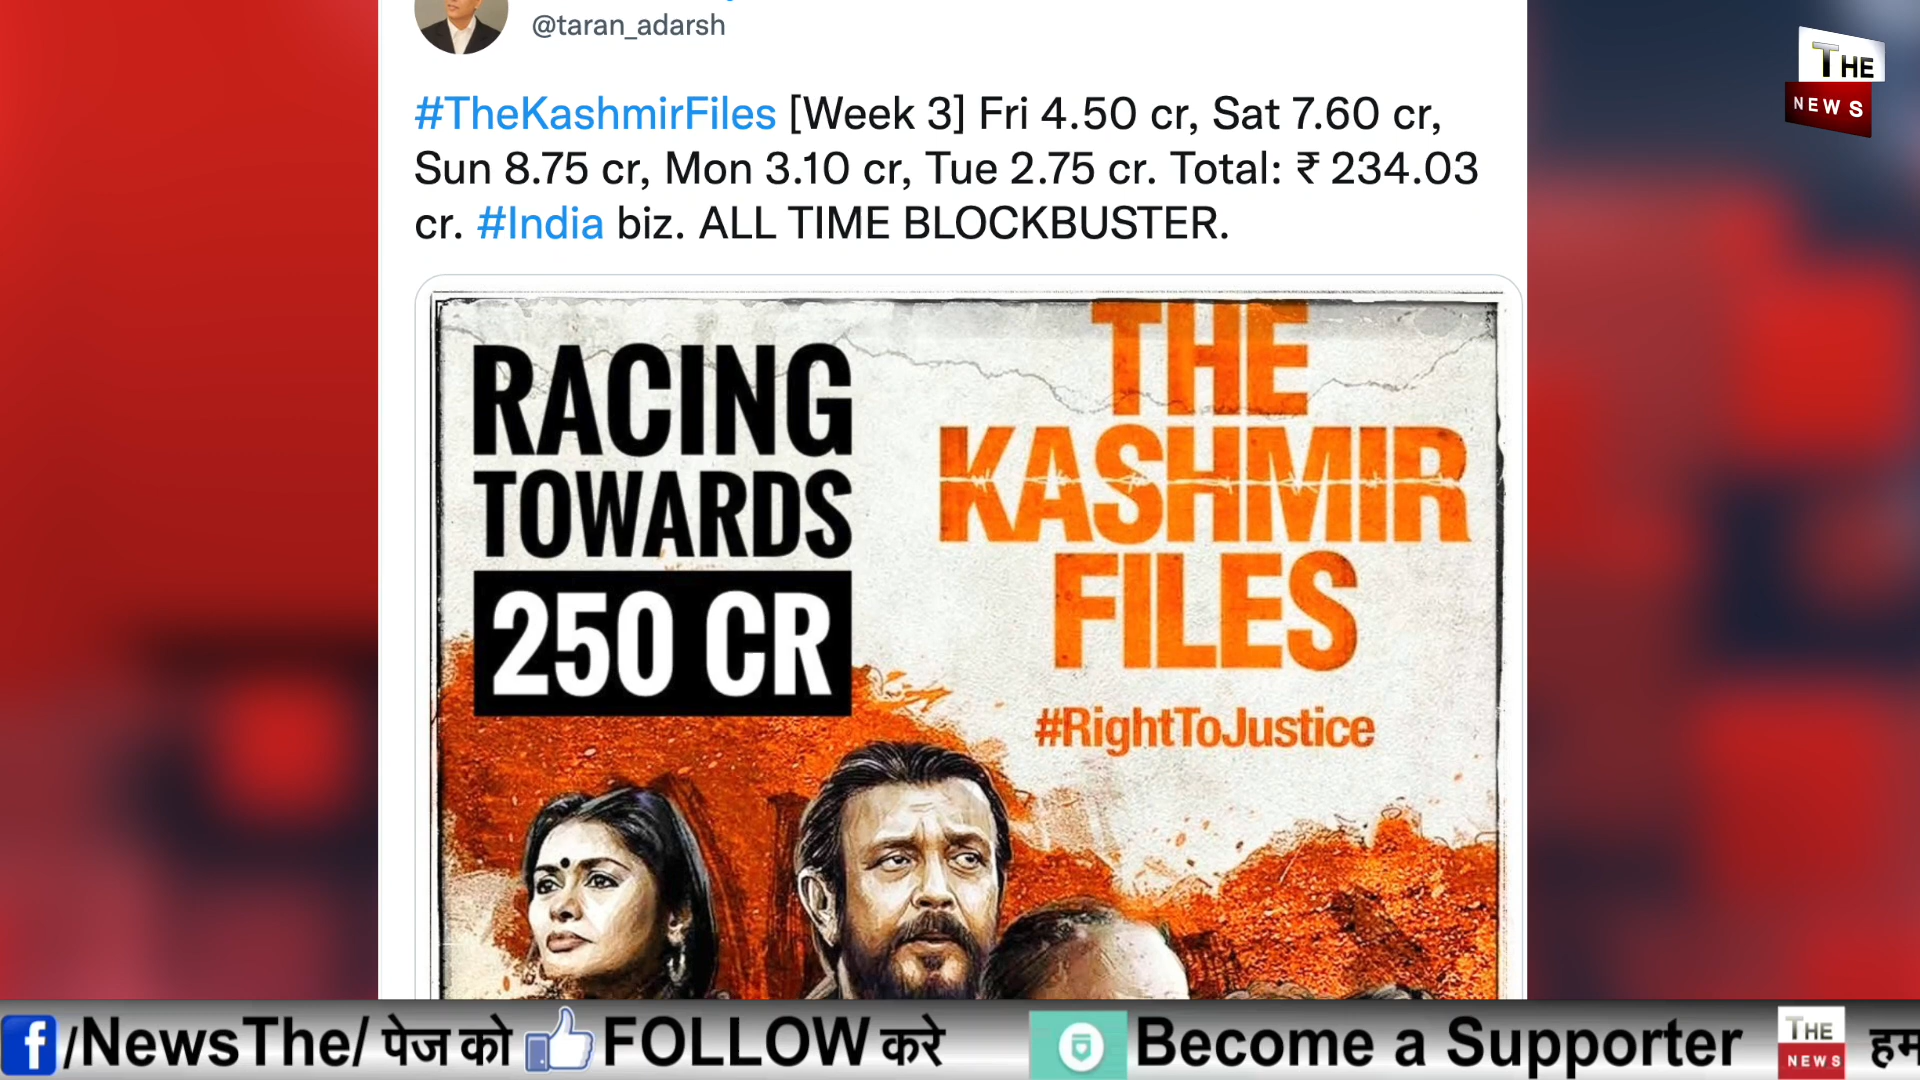 @taran_adarsh
THE
NEWS
#TheKashmirFiles [Week 3] Fri 4.50 cr, Sat 7.60 cr,
Sun 8.75 cr, Mon 3.10 cr, Tue 2.75 cr. Total: ₹ 234.03
cr. #India biz. ALL TIME BLOCKBUSTER.
RACING
TOWARDS
250 CR
THE
KASHMIR
FILES
#RightToJustice
/NewsThe/ पेज को FOLLOW करे Become a Supporter
THE
NEWS